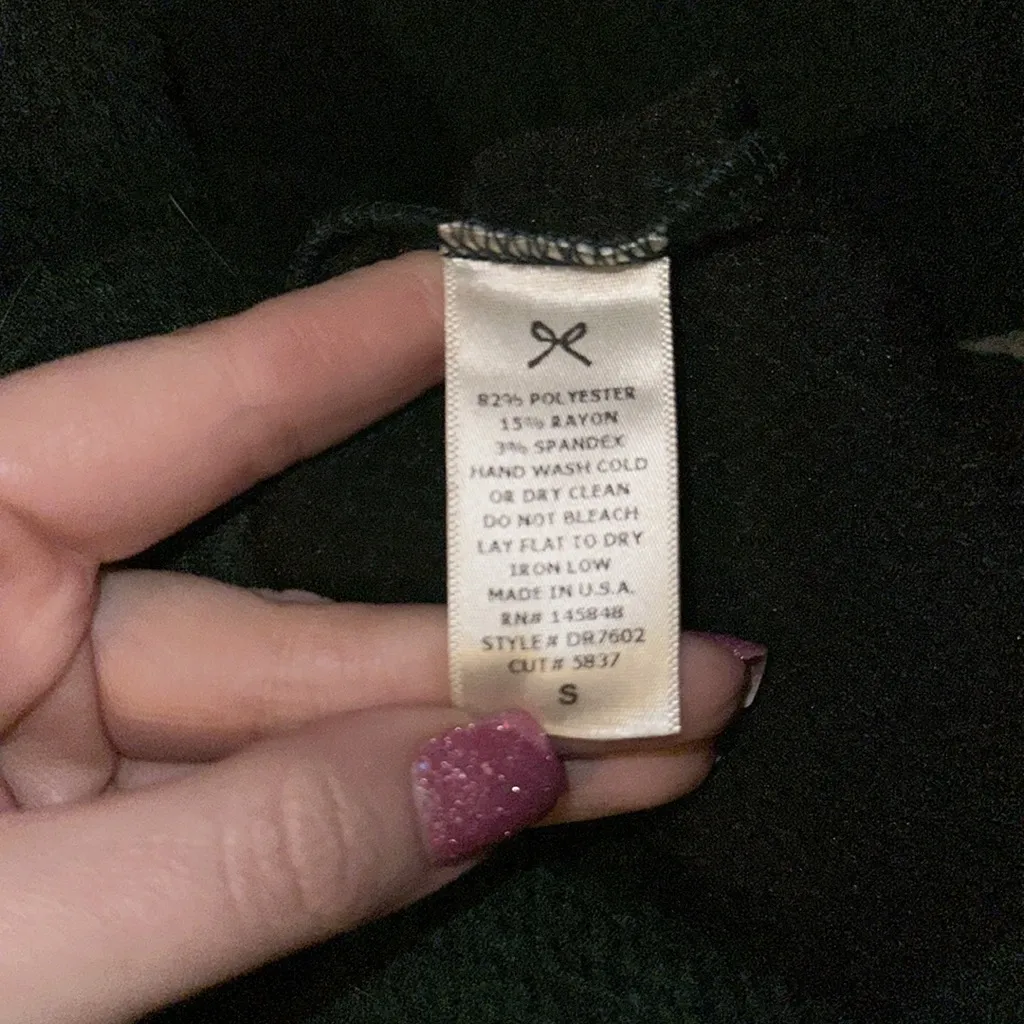 82% POLYESTER
15% RAYON
3% SPANDEX
HAND WASH COLD
OR DRY CLEAN
DO NOT BLEACH
LAY FLAT TO DRY
IRON LOW
MADE IN U.S.A.
RN# 145848
STYLE# DR7602
CUT# 5837
S